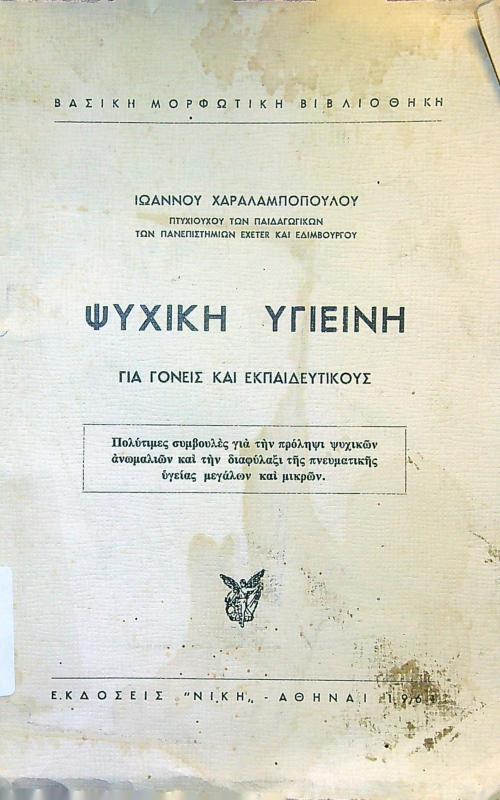 ΒΑΣΙΚΗ ΜΟΡΦΩΤΙΚΗ ΒΙΒΛΙΟΘΗΚΗ
ΙΩΑΝΝΟΥ ΧΑΡΑΛΑΜΠΟΠΟΥΛΟΥ
ΠΤΥΧΙΟΥΧΟΥ ΤΩΝ ΠΑΙΔΑΓΩΓΙΚΩΝ
ΤΩΝ ΠΑΝΕΠΙΣΤΗΜΙΩΝ EXETER ΚΑΙ ΕΔΙΜΒΟΥΡΓΟΥ
ΨΥΧΙΚΗ ΥΓΙΕΙΝΗ
ΓΙΑ ΓΟΝΕΙΣ ΚΑΙ ΕΚΠΑΙΔΕΥΤΙΚΟΥΣ
Πολύτιμες συμβουλὲς γιὰ τὴν πρόληψι ψυχικῶν
ἀνωμαλιῶν καὶ τὴν διαφύλαξι τῆς πνευματικῆς
ὑγείας μεγάλων καὶ μικρῶν.
ΕΚΔΟΣΕΙΣ "ΝΙΚΗ„ - ΑΘΗΝΑΙ